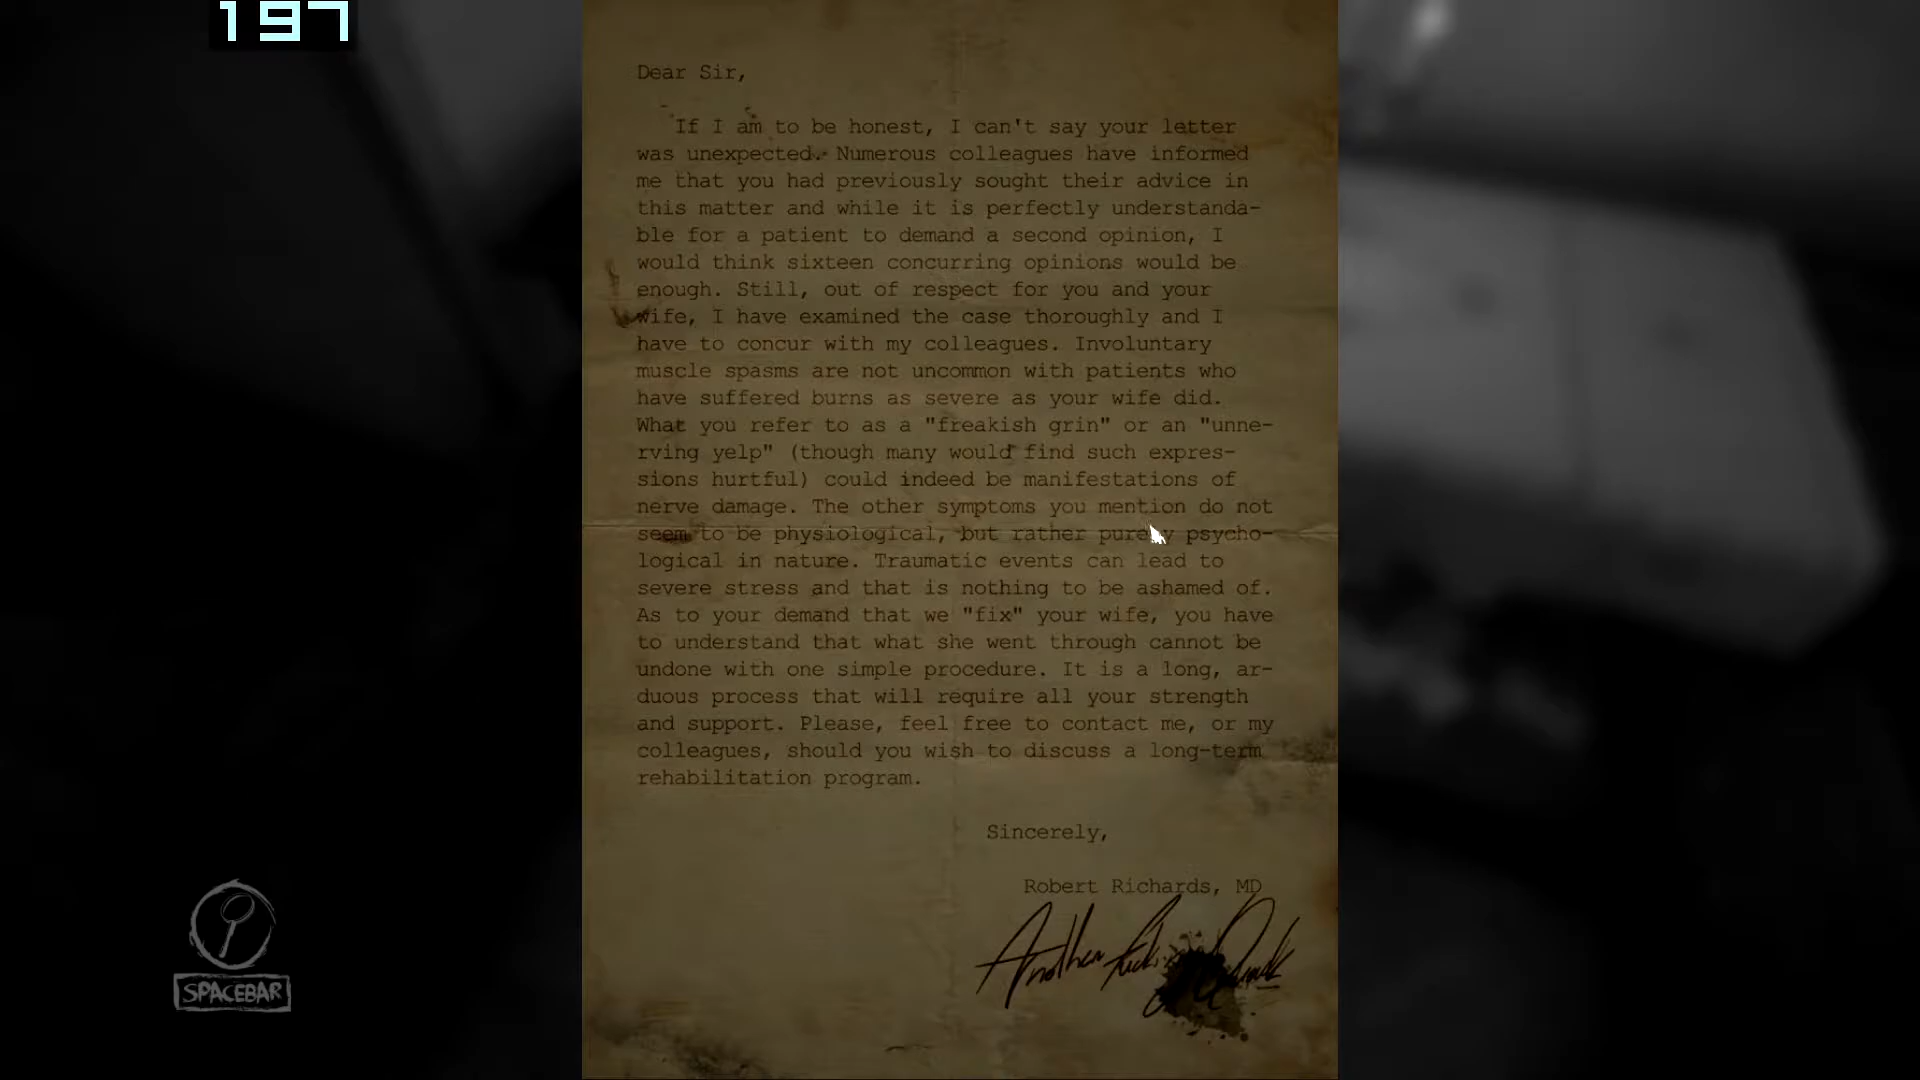 197
Dear Sir,
If I am to be honest, I can't say your letter
was unexpected. Numerous colleagues have informed
me that you had previously sought their advice in
this matter and while it is perfectly understanda-
ble for a patient to demand a second opinion, I
would think sixteen concurring opinions would be
enough. Still, out of respect for you and your
wife, I have examined the case thoroughly and I
have to concur with my colleagues. Involuntary
muscle spasms are not uncommon with patients who
have suffered burns as severe as your wife did.
What you refer to as a "freakish grin" or an "unne-
rving yelp" (though many would find such expres-
sions hurtful) could indeed be manifestations of
nerve damage. The other symptoms you mention do not
seem to be physiological, but rather purely psycho-
logical in nature. Traumatic events can lead to
severe stress and that is nothing to be ashamed of.
As to your demand that we "fix" your wife, you have
to understand that what she went through cannot be
undone with one simple procedure. It is a long, ar-
duous process that will require all your strength
and support. Please, feel free to contact me, or my
colleagues, should you wish to discuss a long-term
rehabilitation program.
Sincerely,
Robert Richards, MD
Another
SPACEBAR